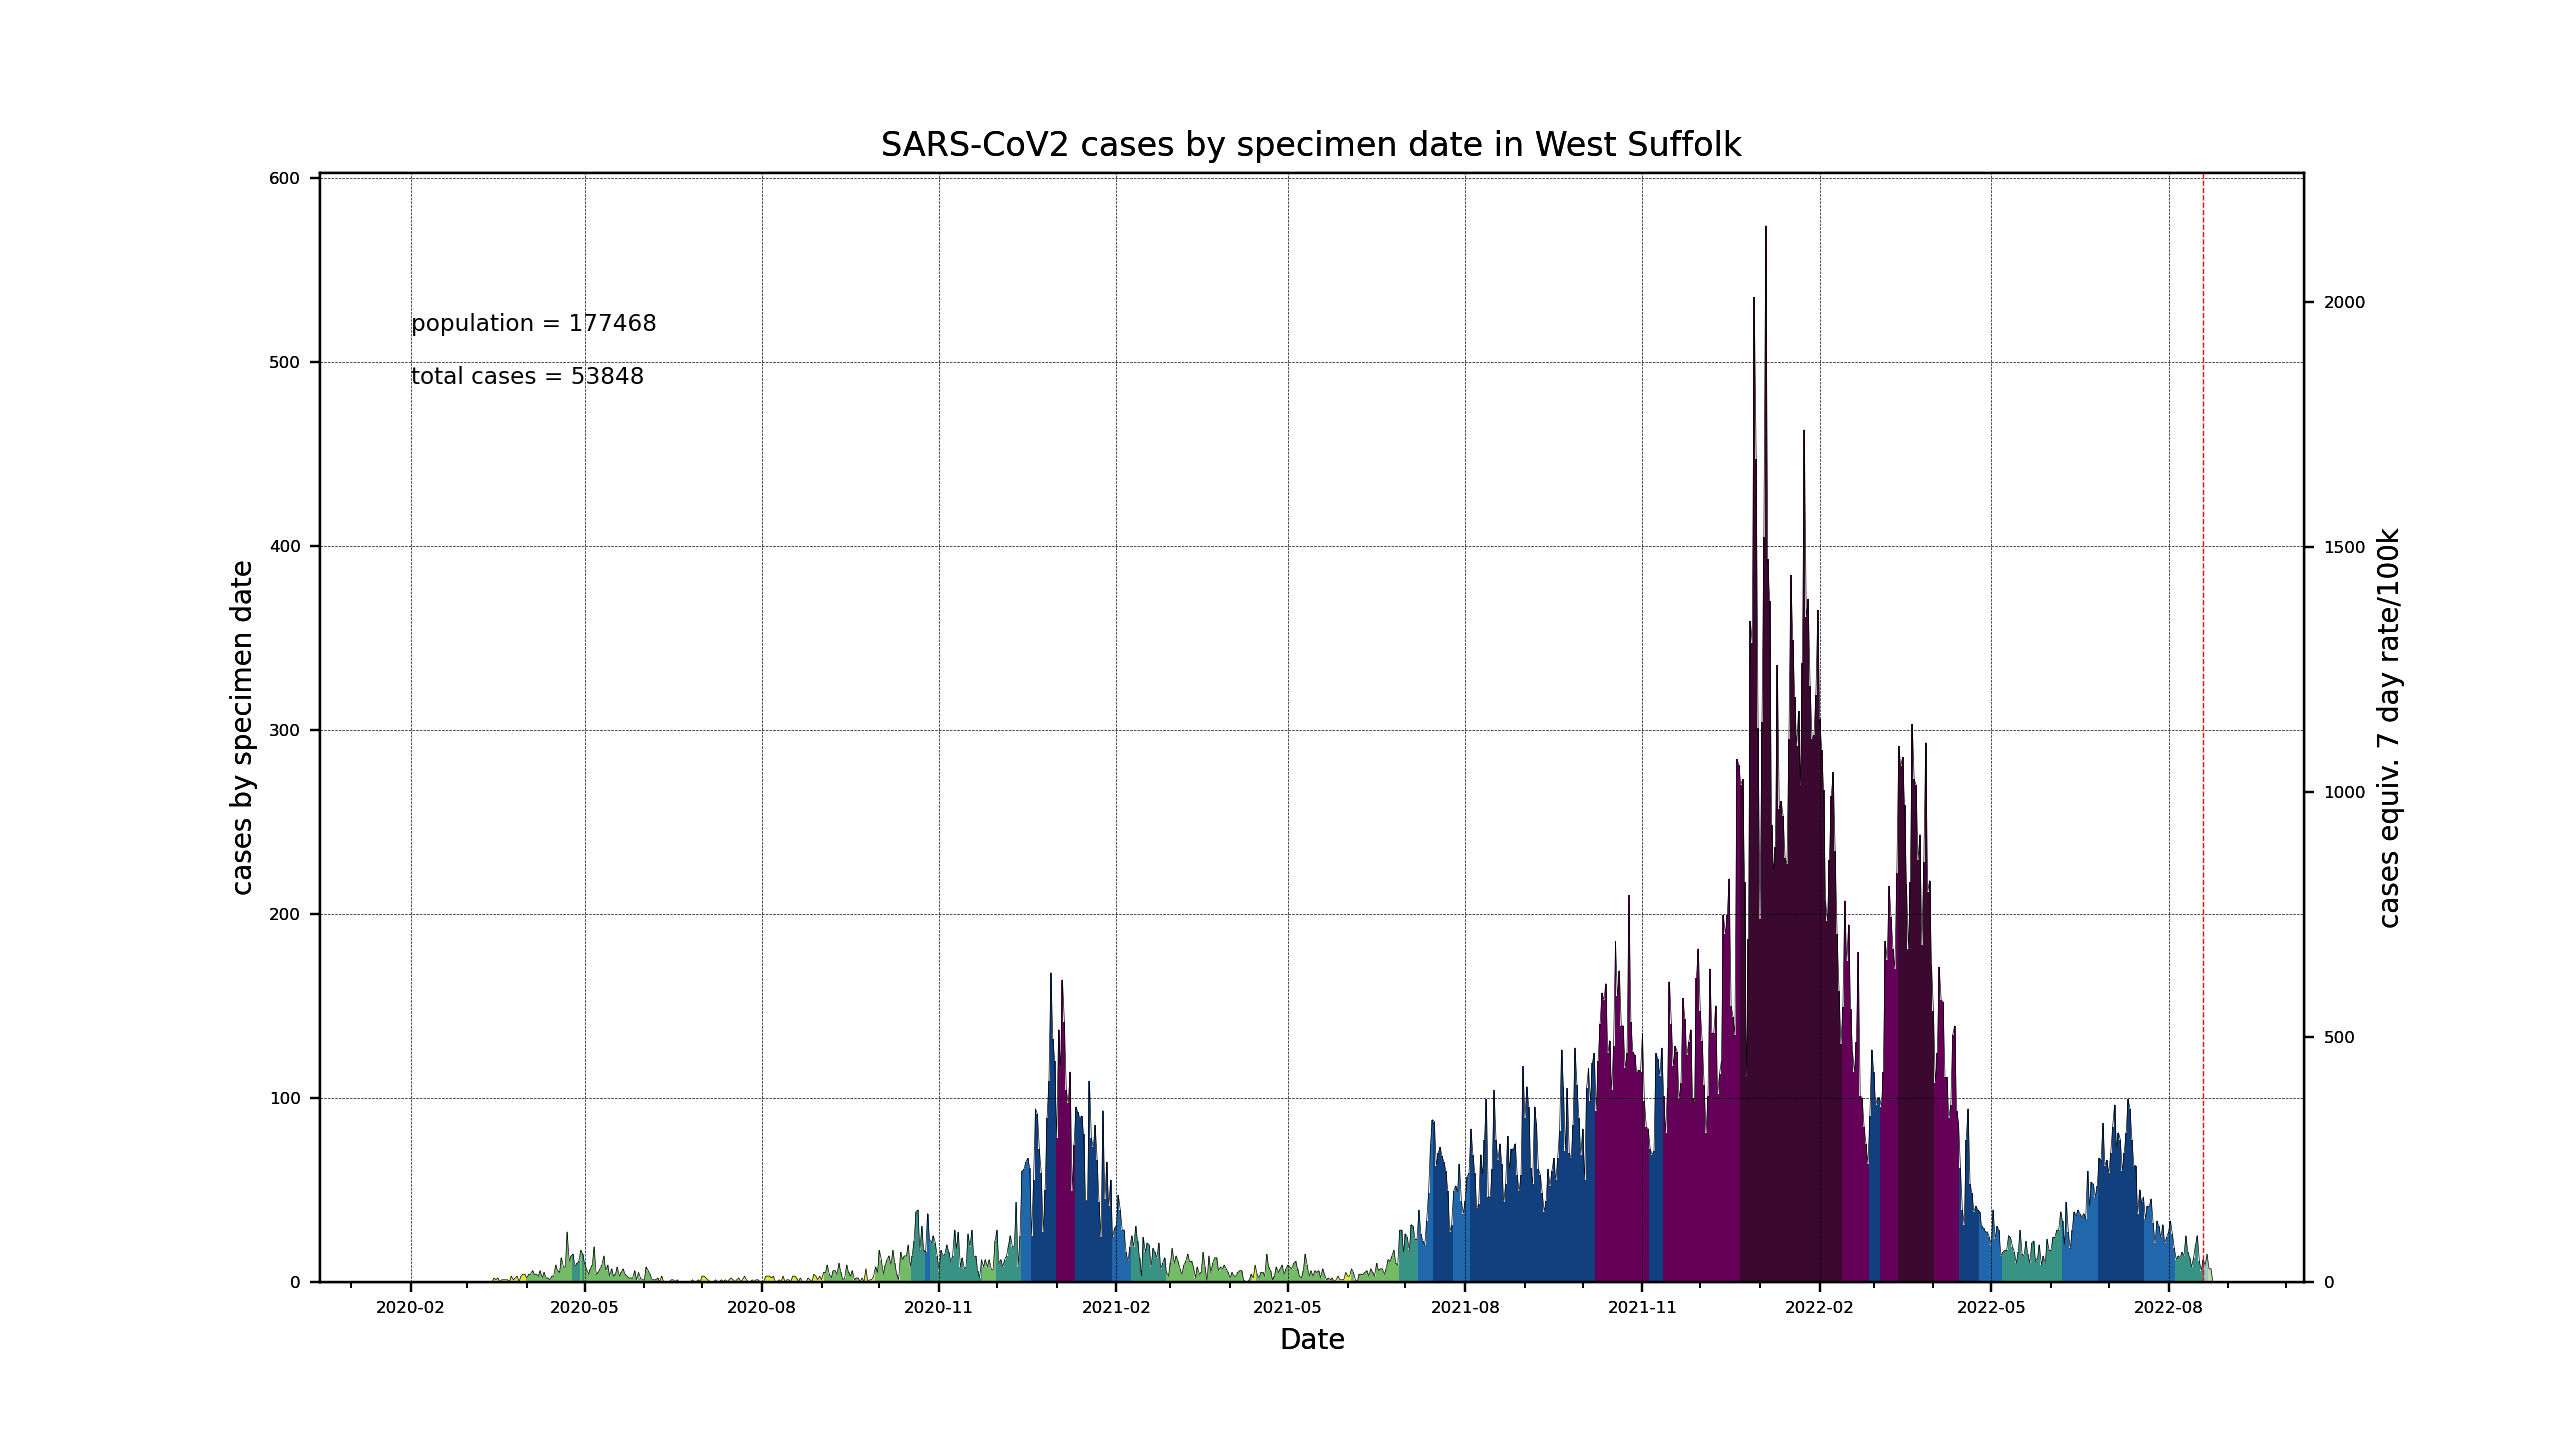 SARS-CoV2 cases by specimen date in West Suffolk
population = 177468
total cases = 53848
cases by specimen date
600
500
400
300
200
100
0
cases equiv. 7 day rate/100k
2000
1500
1000
500
0
2020-02 2020-05 2020-08 2020-11 2021-02 2021-05 2021-08 2021-11 2022-02 2022-05 2022-08
Date